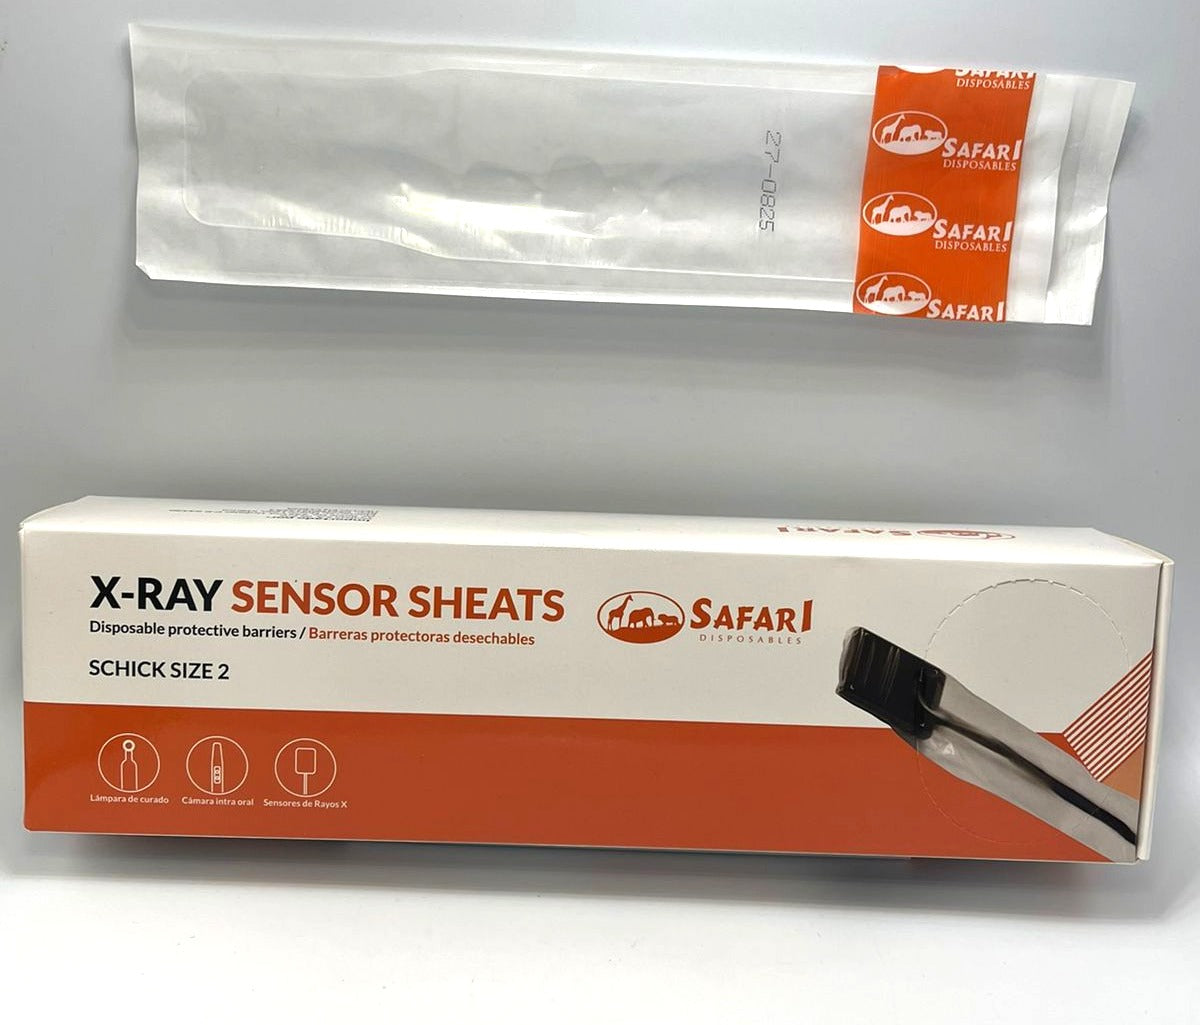 SAFARI
DISPOSABLES
SAFARI
DISPOSABLES
SAFARI
DISPOSABLES
SAFARI
27-0825
SAFARI
X-RAY SENSOR SHEATS
SAFARI
DISPOSABLES
Disposable protective barriers / Barreras protectoras desechables
SCHICK SIZE 2
Lámpara de curado
Cámara intra oral
Sensores de Rayos X